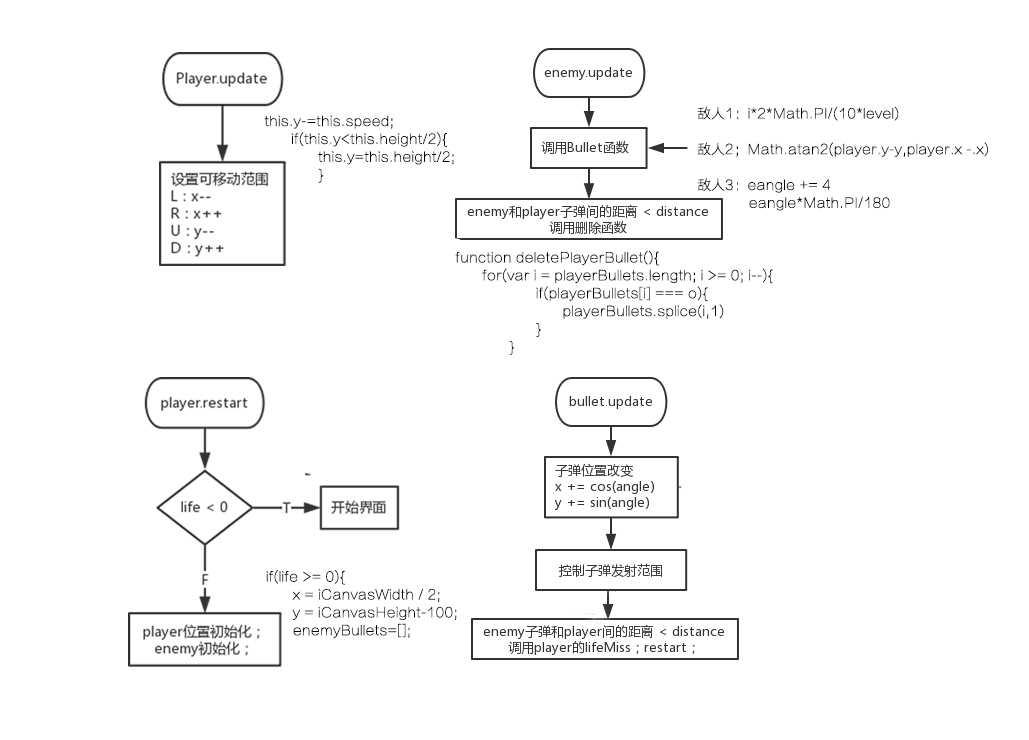 Player.update
this.y-=this.speed;
if(this.y<this.height/2){
this.y=this.height/2;
}
设置可移动范围
L：x--
R：x++
U：y--
D：y++
enemy.update
调用Bullet函数
敌人1；i*2*Math.PI/(10*level)
敌人2；Math.atan2(player.y-y,player.x -.x)
敌人3；eangle += 4
eangle*Math.PI/180
enemy和player子弹间的距离 < distance
调用删除函数
function deletePlayerBullet(){
for(var i = playerBullets.length; i >= 0; i--){
if(playerBullets[i] === o){
playerBullets.splice(i,1)
}
}
player.restart
life < 0
T
开始界面
F
if(life >= 0){
x = iCanvasWidth / 2;
y = iCanvasHeight-100;
enemyBullets=[];
player位置初始化；
enemy初始化；
bullet.update
子弹位置改变
x += cos(angle)
y += sin(angle)
控制子弹发射范围
enemy子弹和player间的距离 < distance
调用player的lifeMiss；restart；